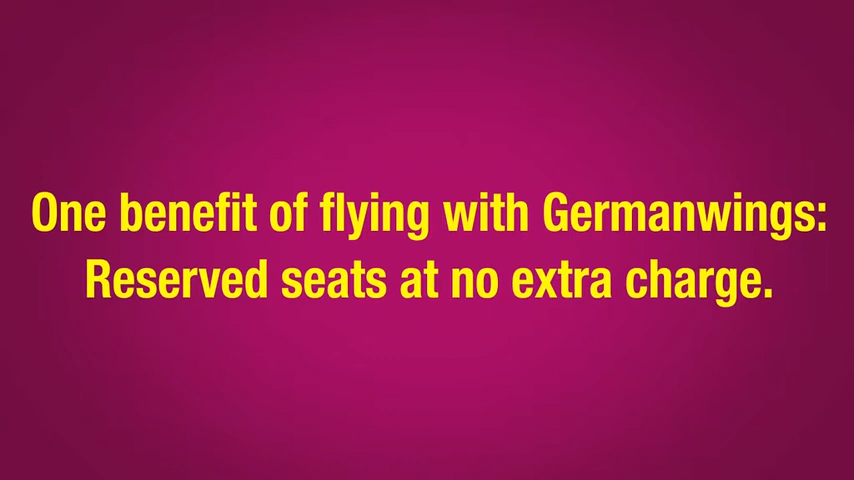 One benefit of flying with Germanwings:
Reserved seats at no extra charge.